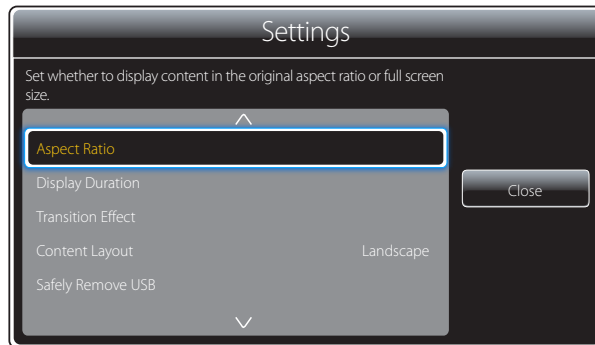 Settings
Set whether to display content in the original aspect ratio or full screen
size.
Aspect Ratio
Display Duration
Close
Transition Effect
Content Layout Landscape
Safely Remove USB